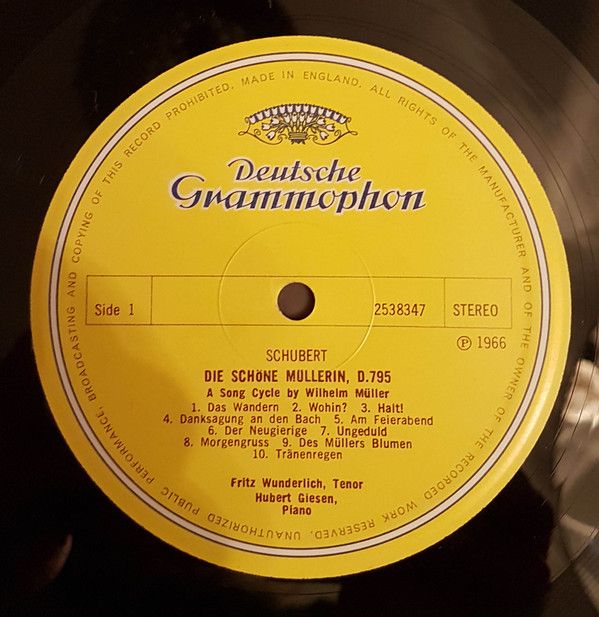 UNAUTHORIZED PUBLIC PERFORMANCE, BROADCASTING AND COPYING OF THIS RECORD PROHIBITED. MADE IN ENGLAND. ALL RIGHTS OF THE MANUFACTURER AND OF THE OWNER OF THE RECORDED WORK RESERVED.
Deutsche
Grammophon
Side 1
2538347
STEREO
SCHUBERT
℗ 1966
DIE SCHÖNE MULLERIN, D.795
A Song Cycle by Wilhelm Müller
1. Das Wandern 2. Wohin? 3. Halt!
4. Danksagung an den Bach 5. Am Feierabend
6. Der Neugierige 7. Ungeduld
8. Morgengruss 9. Des Müllers Blumen
10. Tränenregen
Fritz Wunderlich, Tenor
Hubert Giesen,
Piano